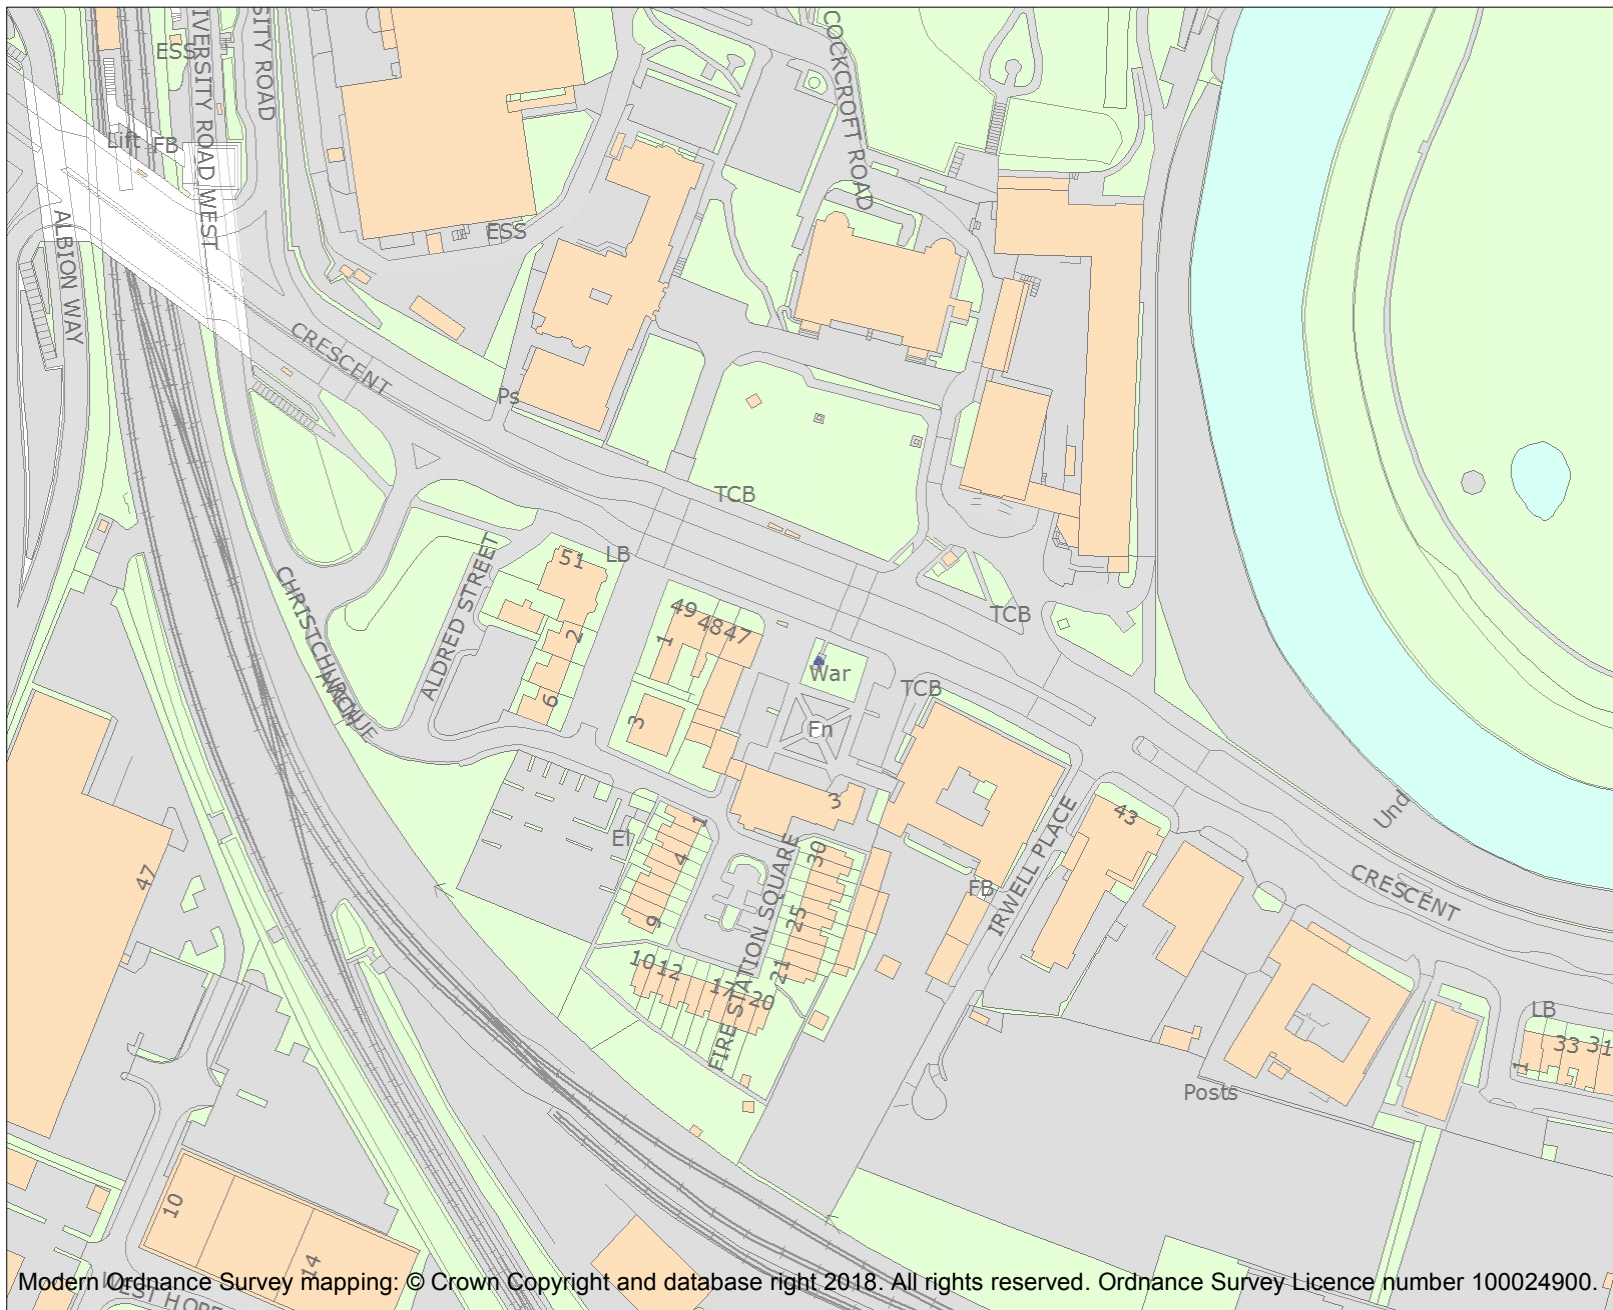 ESS
IVERSITY ROAD WEST
SITY ROAD
COCKCROFT ROAD
Lift
FB
ALBION WAY
ESS
CRESCENT
Ps
TCB
51
LB
ALDRED STREET
CHRISTCHURCH
AVENUE
2
6
49
48
47
1
3
War
TCB
TCB
Fn
3
43
Und
CRESCENT
IRWELL PLACE
FB
El
1
4
9
30
25
21
10
12
17
20
FIRE STATION SQUARE
47
LB
33
31
1
Posts
10
14
Modern Ordnance Survey mapping: © Crown Copyright and database right 2018. All rights reserved. Ordnance Survey Licence number 100024900.